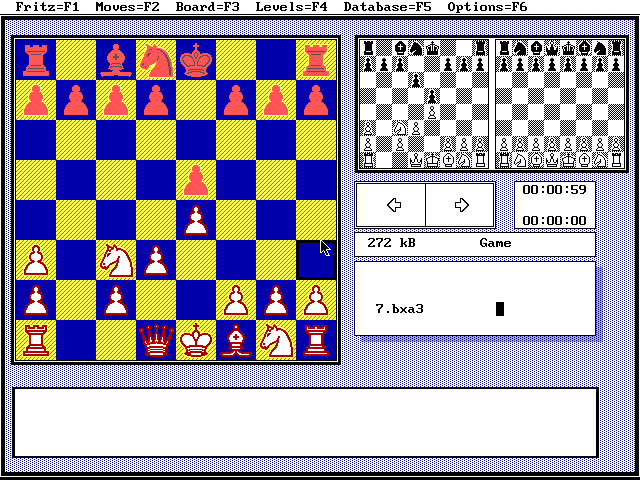 Fritz=F1 Moves=F2 Board=F3 Levels=F4 Database=F5 Options=F6
00:00:59
00:00:00
272 kB Game
7.bxa3